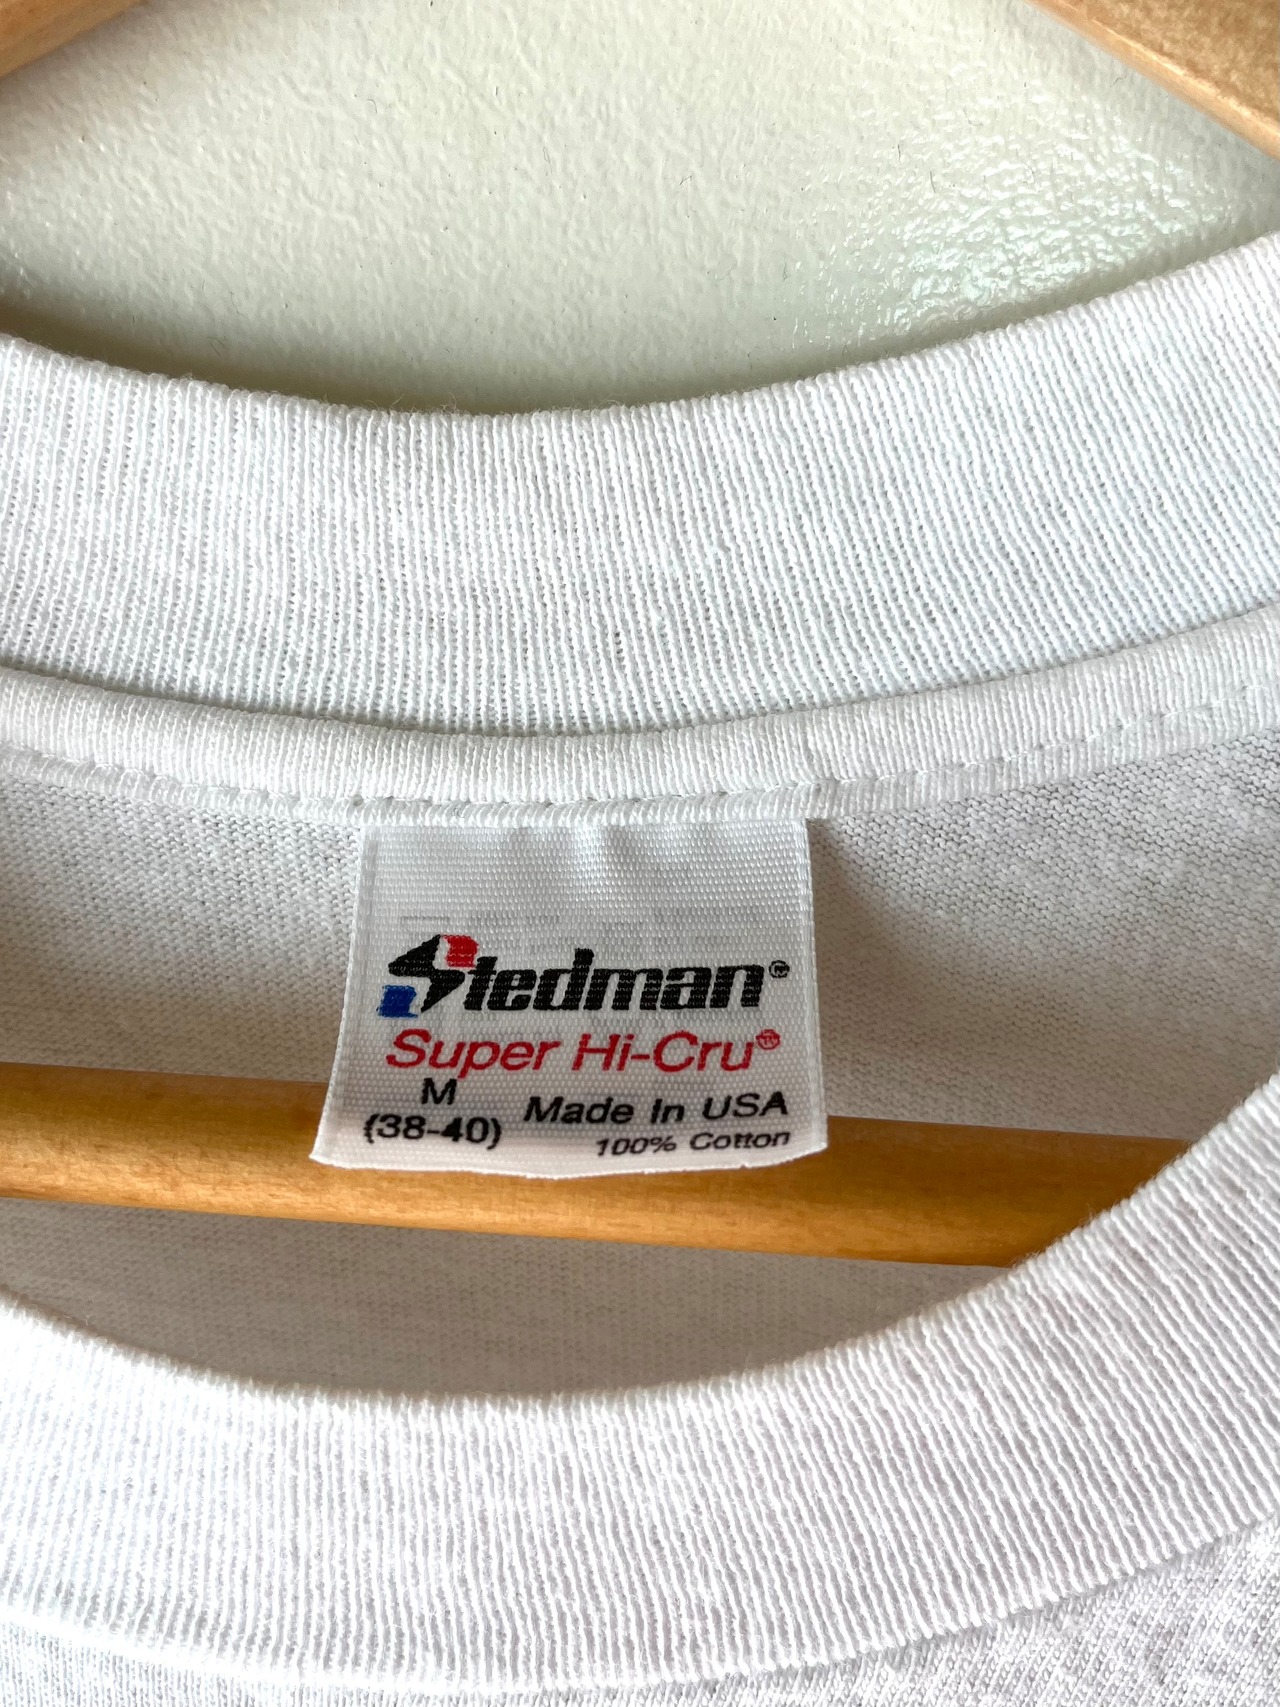 Stedman®
Super Hi-Cru®
M
(38-40)
Made In USA
100% Cotton